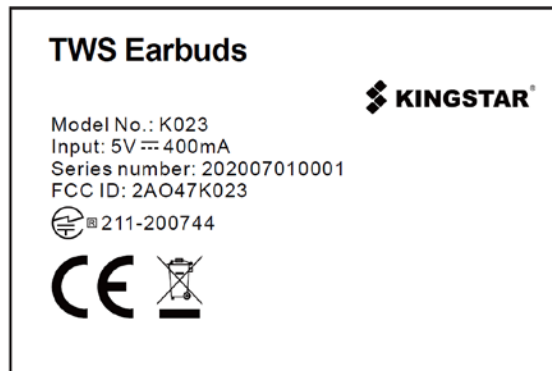 TWS Earbuds
KINGSTAR®
Model No.: K023
Input: 5V ⎓ 400mA
Series number: 202007010001
FCC ID: 2AO47K023
R 211-200744
CE